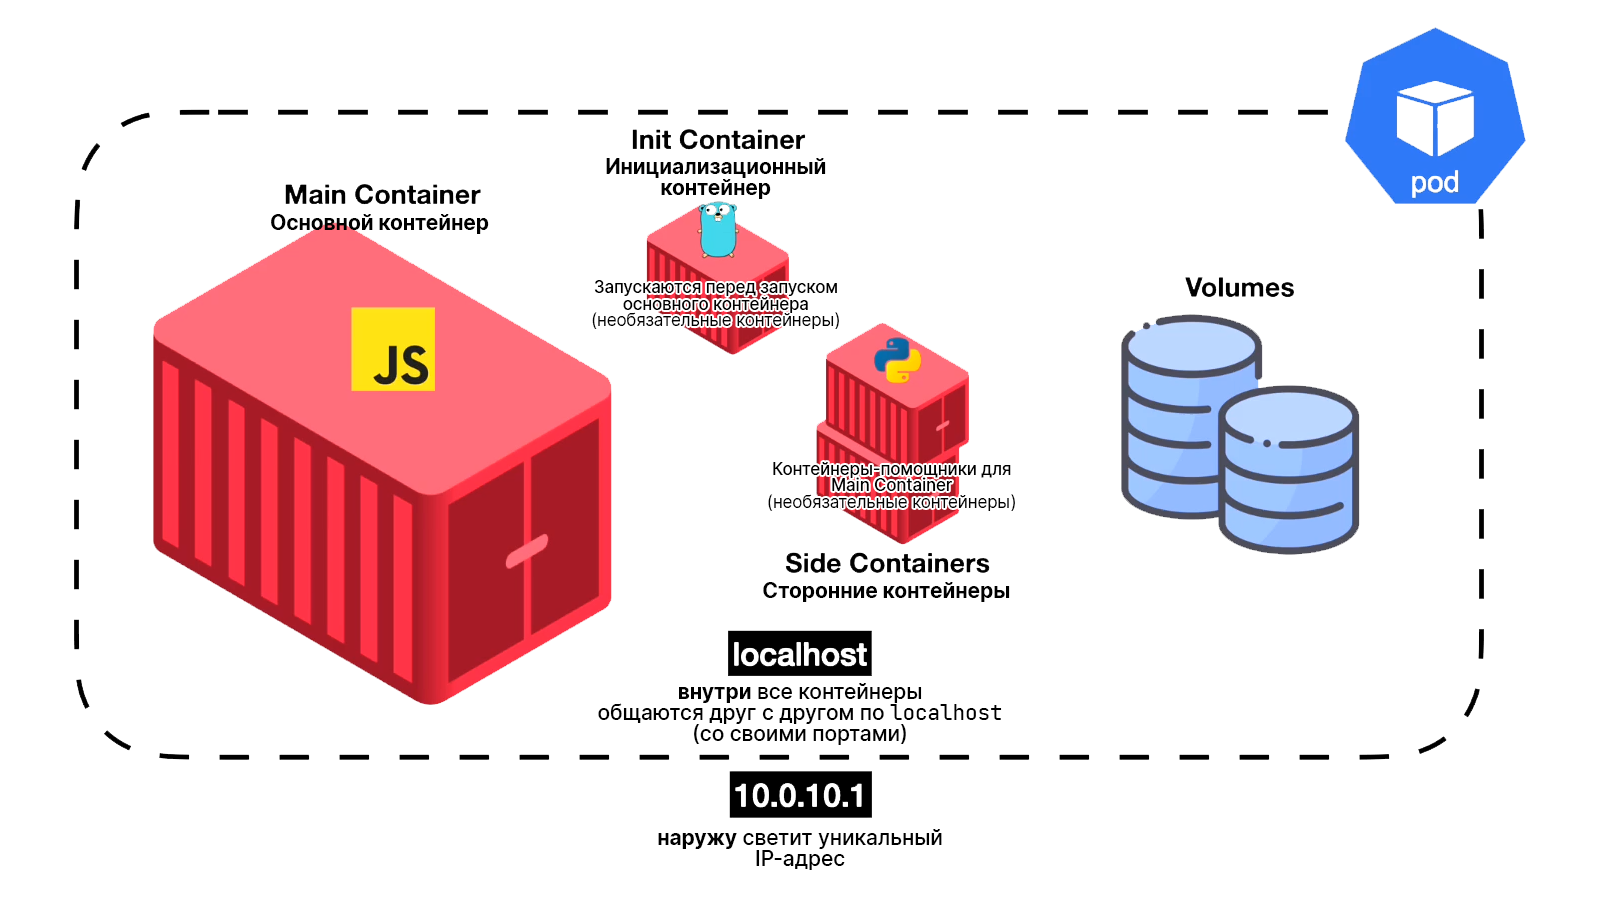 pod
Init Container
Инициализационный
контейнер
Main Container
Основной контейнер
JS
Запускаются перед запуском
основного контейнера
(необязательные контейнеры)
Volumes
Контейнеры-помощники для
Main Container
(необязательные контейнеры)
Side Containers
Сторонние контейнеры
localhost
внутри все контейнеры
общаются друг с другом по localhost
(со своими портами)
10.0.10.1
наружу светит уникальный
IP-адрес